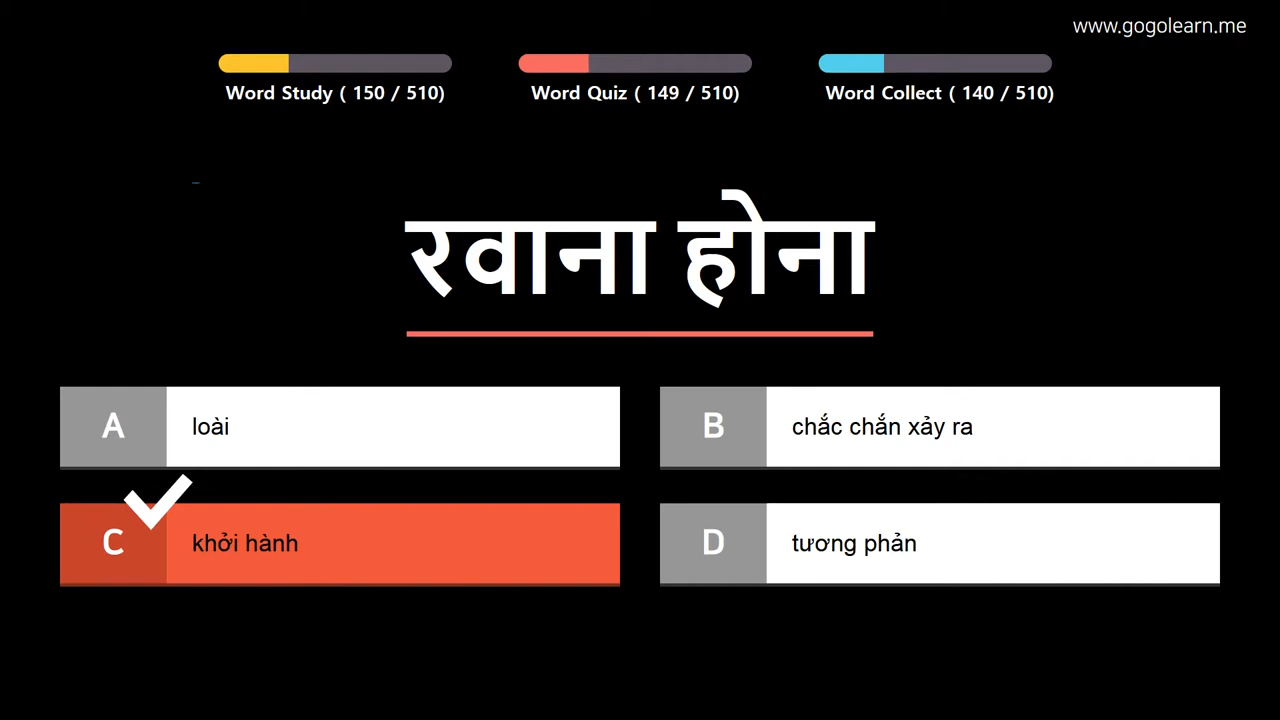 www.gogolearn.me
Word Study ( 150 / 510)
Word Quiz ( 149 / 510)
Word Collect ( 140 / 510)
रवाना होना
A
loài
B
chắc chắn xảy ra
C
khởi hành
D
tương phản